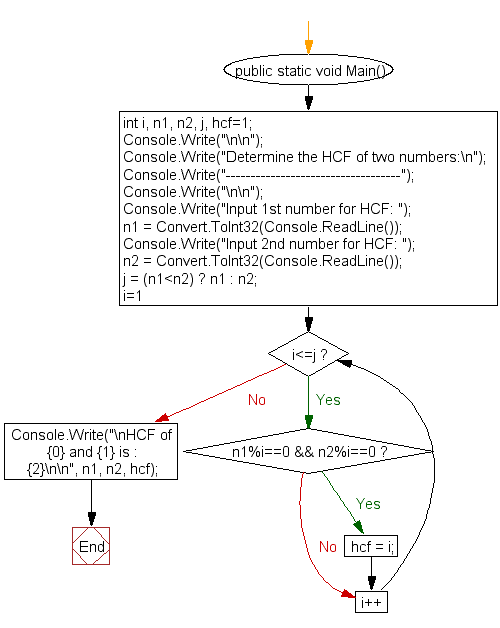 public static void Main()
int i, n1, n2, j, hcf=1;
Console.Write("\n\n");
Console.Write("Determine the HCF of two numbers:\n");
Console.Write("-----------------------------------");
Console.Write("\n\n");
Console.Write("Input 1st number for HCF: ");
n1 = Convert.ToInt32(Console.ReadLine());
Console.Write("Input 2nd number for HCF: ");
n2 = Convert.ToInt32(Console.ReadLine());
j = (n1<n2) ? n1 : n2;
i=1
i<=j ?
No
Yes
Console.Write("\nHCF of
{0} and {1} is :
{2}\n\n", n1, n2, hcf);
n1%i==0 && n2%i==0 ?
Yes
End
No
hcf = i;
i++